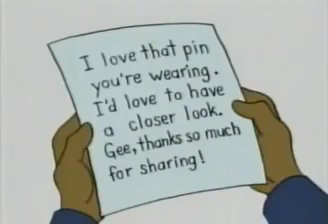 I love that pin
you're wearing.
I'd love to have
a closer look.
Gee, thanks so much
for sharing!